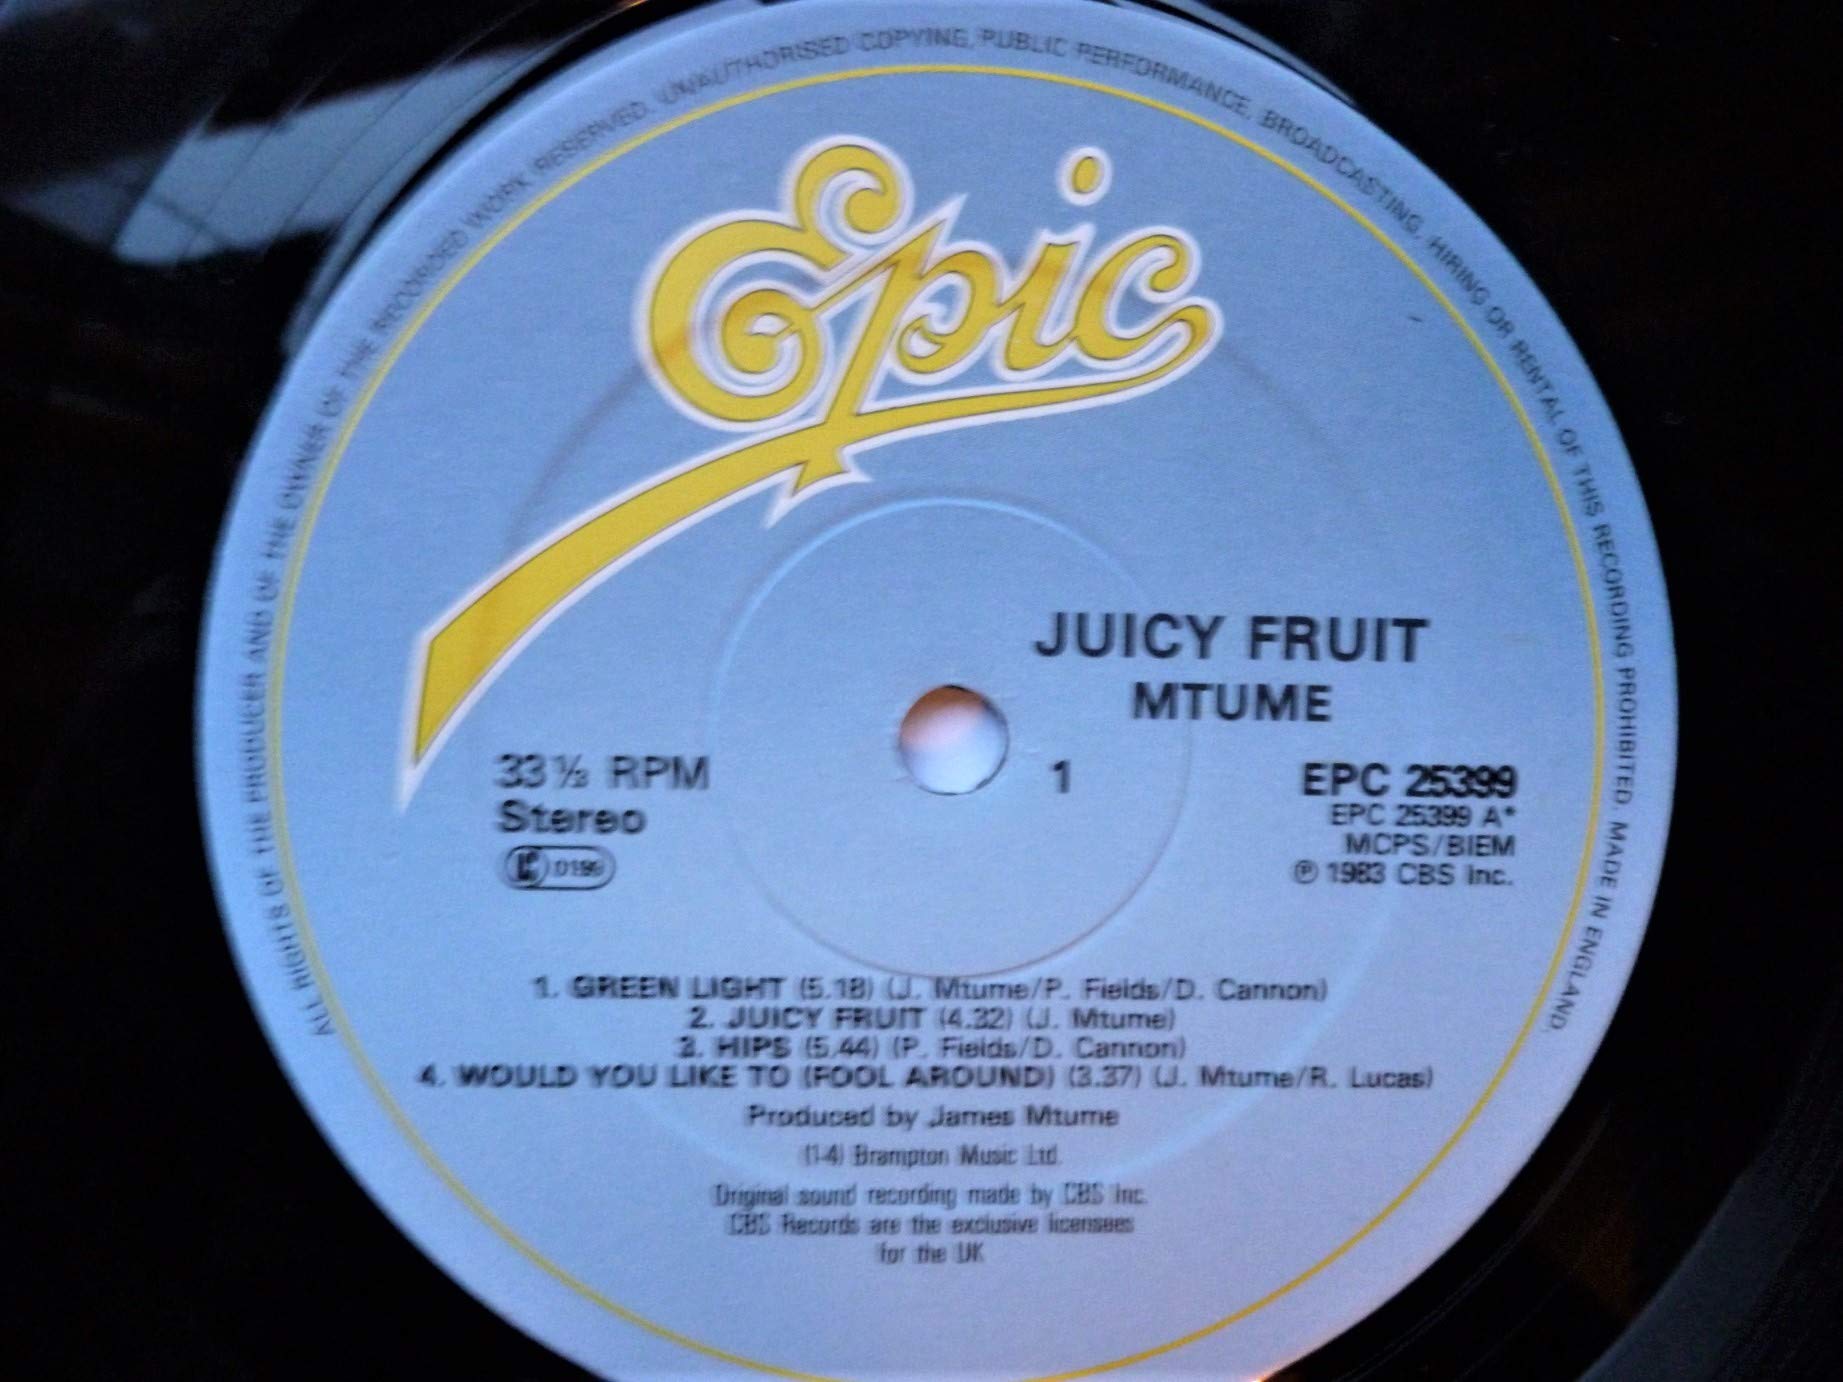 ALL RIGHTS OF THE PRODUCER AND OF THE OWNER OF THE RECORDED WORK RESERVED. UNAUTHORISED COPYING, PUBLIC PERFORMANCE, BROADCASTING, HIRING OR RENTAL OF THIS RECORDING PROHIBITED. MADE IN ENGLAND.
Epic
JUICY FRUIT
MTUME
33⅓ RPM
Stereo
1
EPC 25399
EPC 25399 A*
MCPS/BIEM
℗ 1983 CBS Inc.
1. GREEN LIGHT (5.18) (J. Mtume/P. Fields/D. Cannon)
2. JUICY FRUIT (4.32) (J. Mtume)
3. HIPS (5.44) (P. Fields/D. Cannon)
4. WOULD YOU LIKE TO (FOOL AROUND) (3.37) (J. Mtume/R. Lucas)
Produced by James Mtume
(1-4) Brampton Music Ltd.
Original sound recording made by CBS Inc.
CBS Records are the exclusive licensees
for the UK